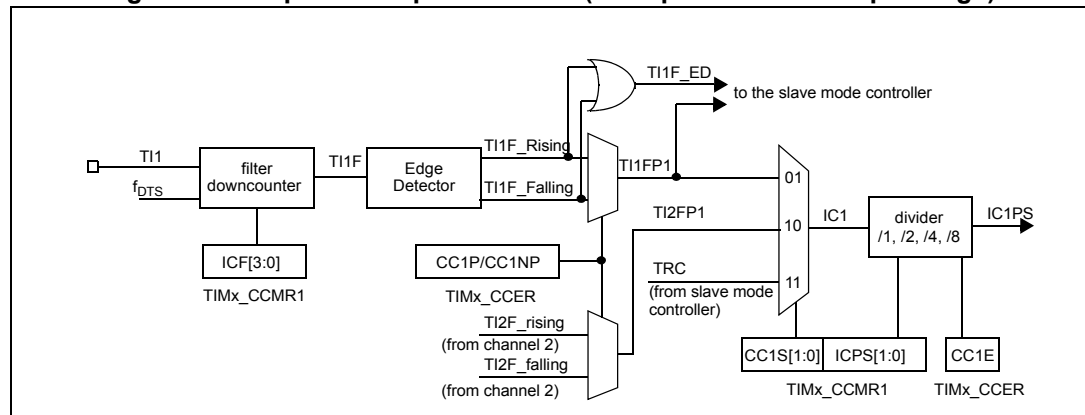 TI1F_ED
to the slave mode controller
TI1
f_DTS
filter
downcounter
TI1F
Edge
Detector
TI1F_Rising
TI1F_Falling
TI1FP1
TI2FP1
01
10
11
IC1
divider
/1, /2, /4, /8
IC1PS
ICF[3:0]
TIMx_CCMR1
CC1P/CC1NP
TIMx_CCER
TRC
(from slave mode
controller)
TI2F_rising
(from channel 2)
TI2F_falling
(from channel 2)
CC1S[1:0]
ICPS[1:0]
CC1E
TIMx_CCMR1
TIMx_CCER